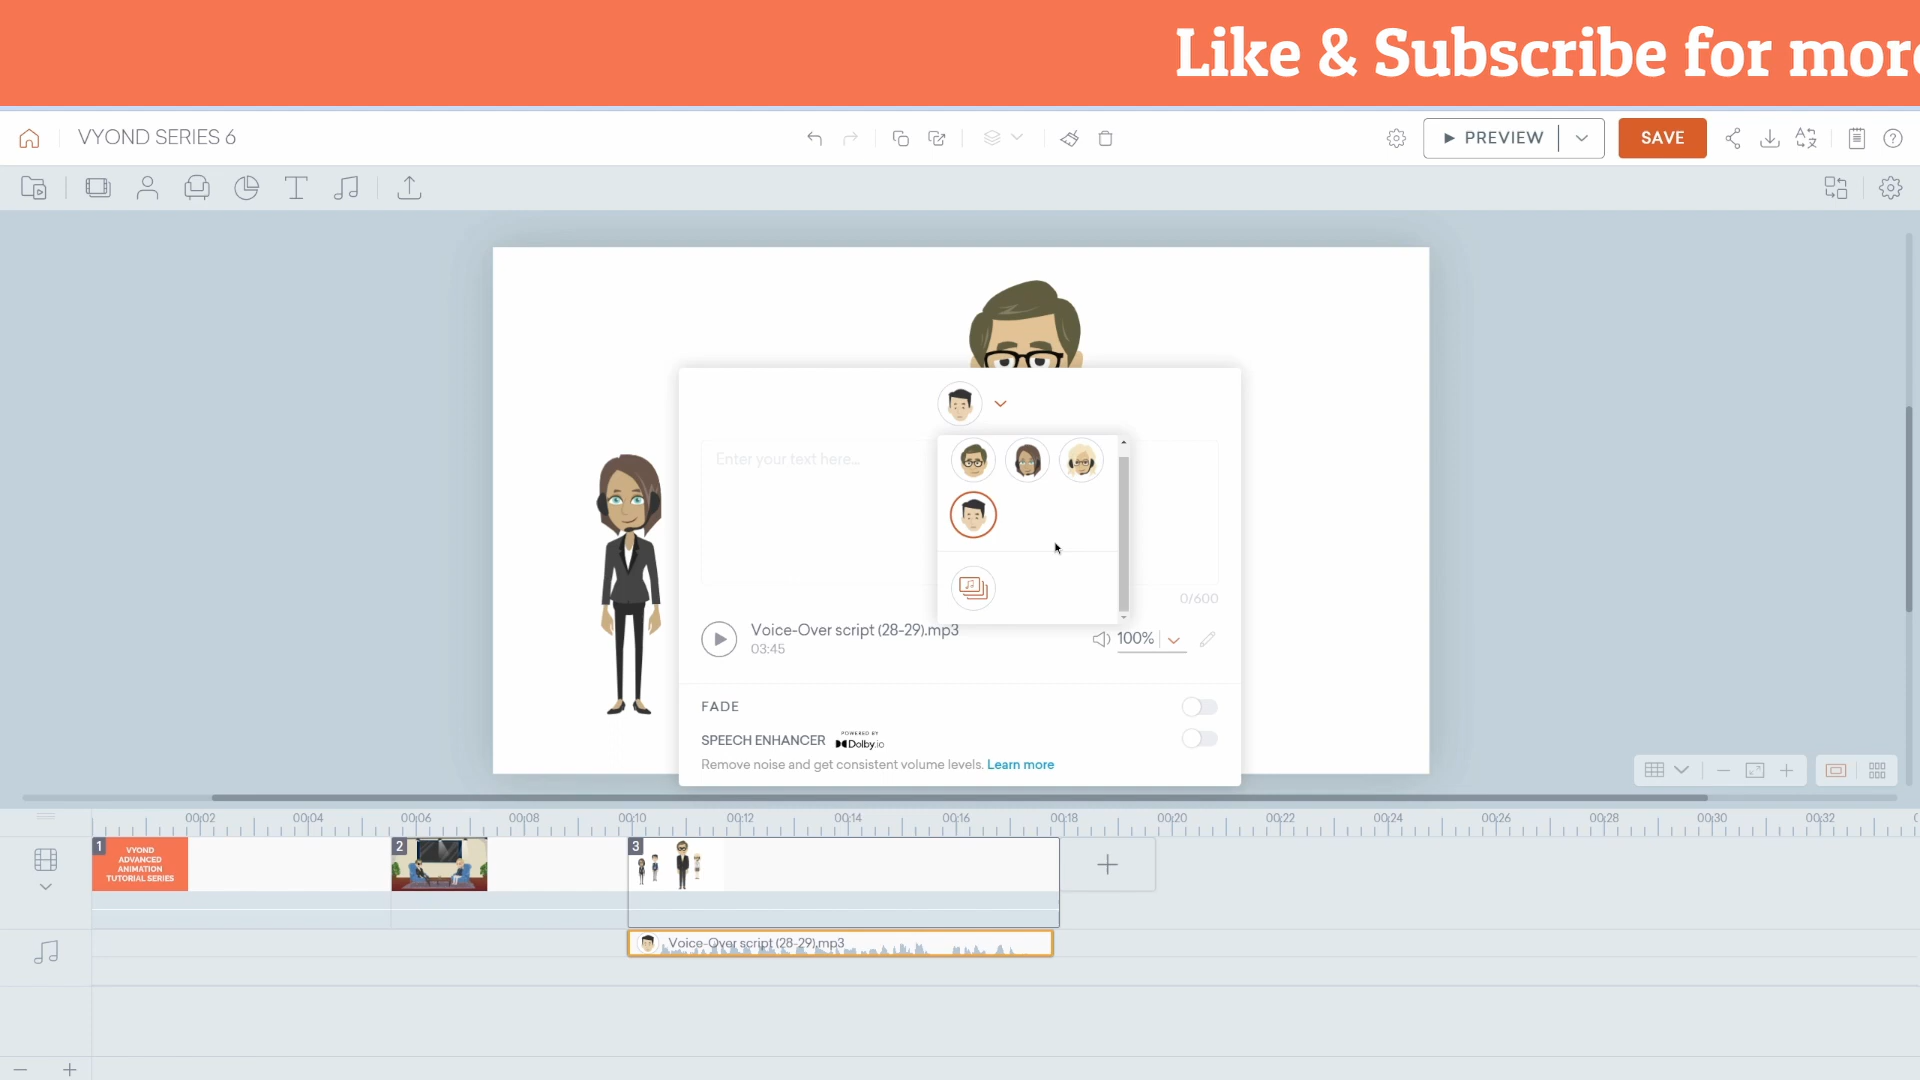 Like & Subscribe for more
VYOND SERIES 6
PREVIEW
SAVE
Enter your text here...
0/600
Voice-Over script (28-29).mp3
03:45
100%
FADE
SPEECH ENHANCER
POWERED BY
Dolby.io
Remove noise and get consistent volume levels. Learn more
00:02 00:04 00:06 00:08 00:10 00:12 00:14 00:16 00:18 00:20 00:22 00:24 00:26 00:28 00:30 00:32
1
VYOND
ADVANCED
ANIMATION
TUTORIAL SERIES
2
3
Voice-Over script (28-29).mp3